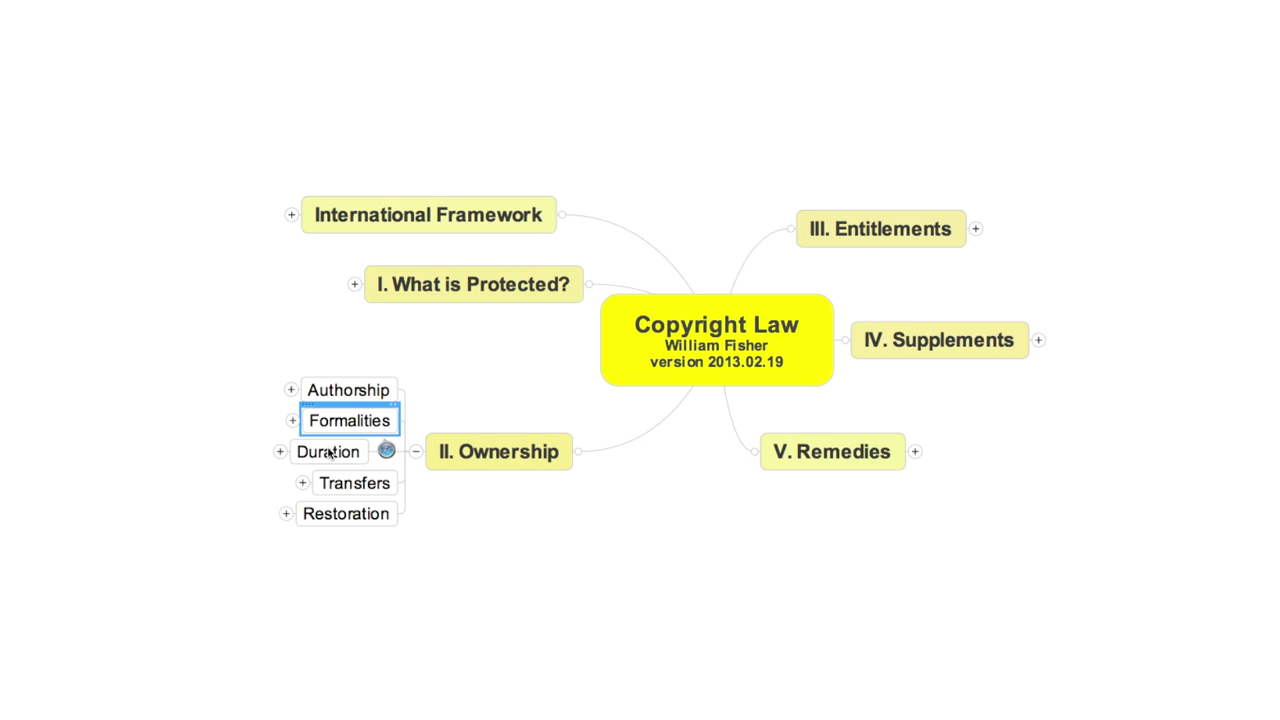 International Framework
I. What is Protected?
Copyright Law
William Fisher
version 2013.02.19
III. Entitlements
IV. Supplements
V. Remedies
II. Ownership
Authorship
Formalities
Duration
Transfers
Restoration